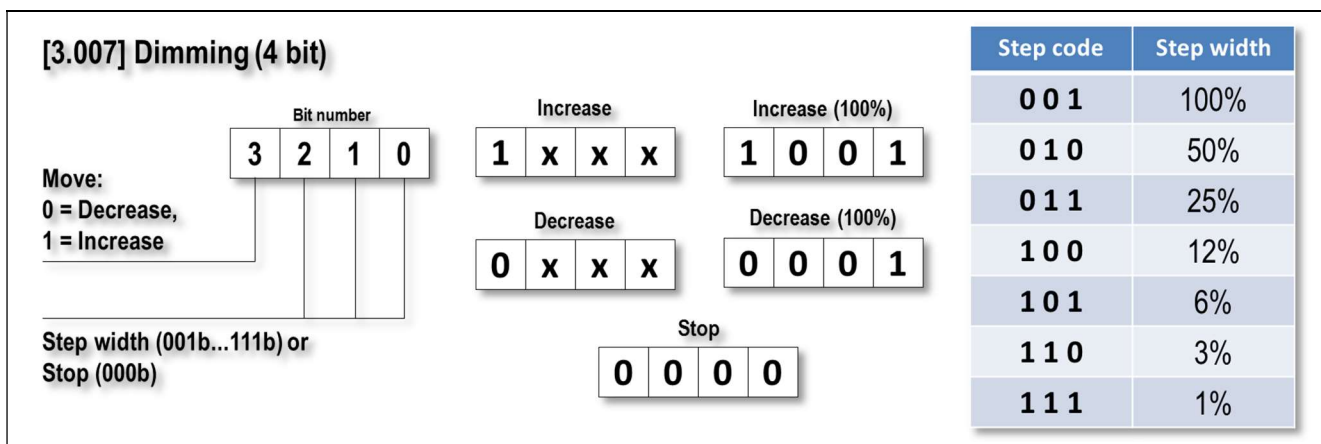 [3.007] Dimming (4 bit)
Bit number
3 2 1 0
Move:
0 = Decrease,
1 = Increase
Step width (001b...111b) or
Stop (000b)
Increase
1 x x x
Increase (100%)
1 0 0 1
Decrease
0 x x x
Decrease (100%)
0 0 0 1
Stop
0 0 0 0
Step code Step width
0 0 1 100%
0 1 0 50%
0 1 1 25%
1 0 0 12%
1 0 1 6%
1 1 0 3%
1 1 1 1%